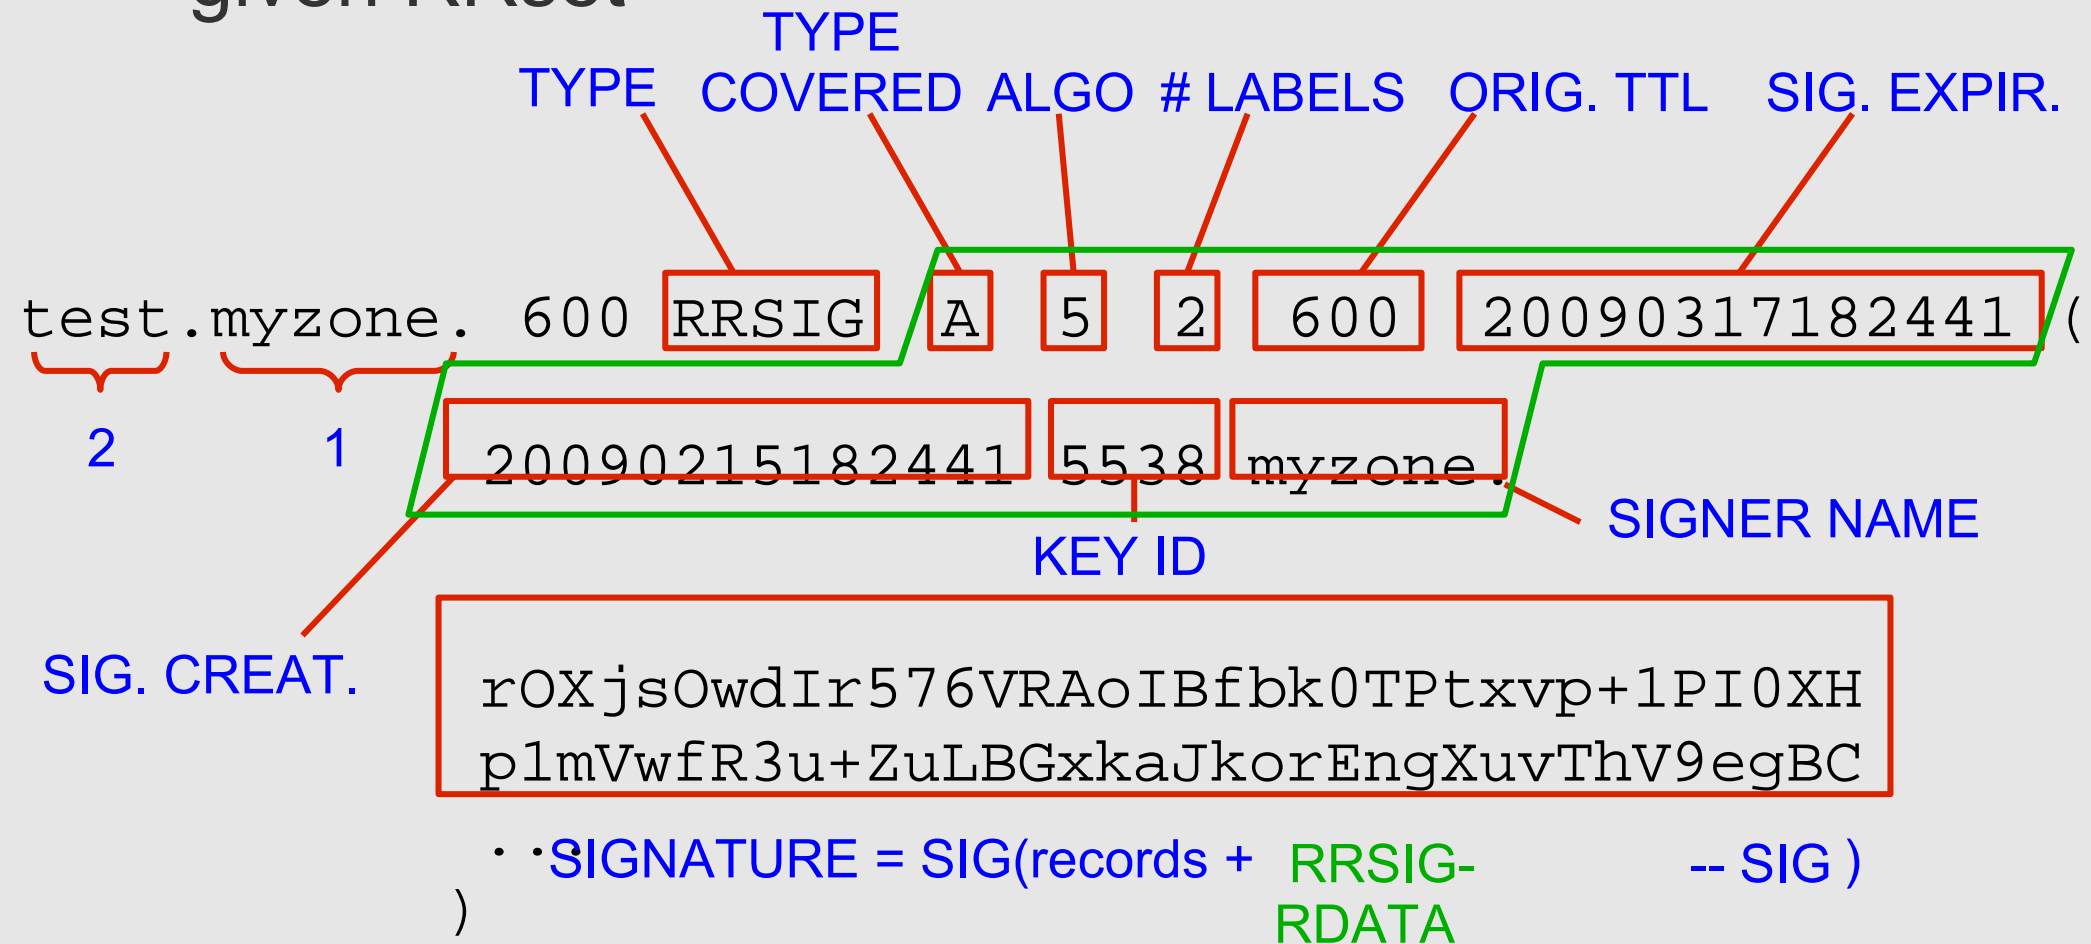 given RRset
TYPE
TYPE COVERED ALGO # LABELS ORIG. TTL SIG. EXPIR.
test.myzone. 600 RRSIG A 5 2 600 20090317182441 (
2 1 20090215182441 5538 myzone.
SIGNER NAME
KEY ID
SIG. CREAT.
rOXjsOwdIr576VRAoIBfbk0TPtxvp+1PI0XH
p1mVwfR3u+ZuLBGxkaJkorEngXuvThV9egBC
...
SIGNATURE = SIG(records + RRSIG- -- SIG )
RDATA
)